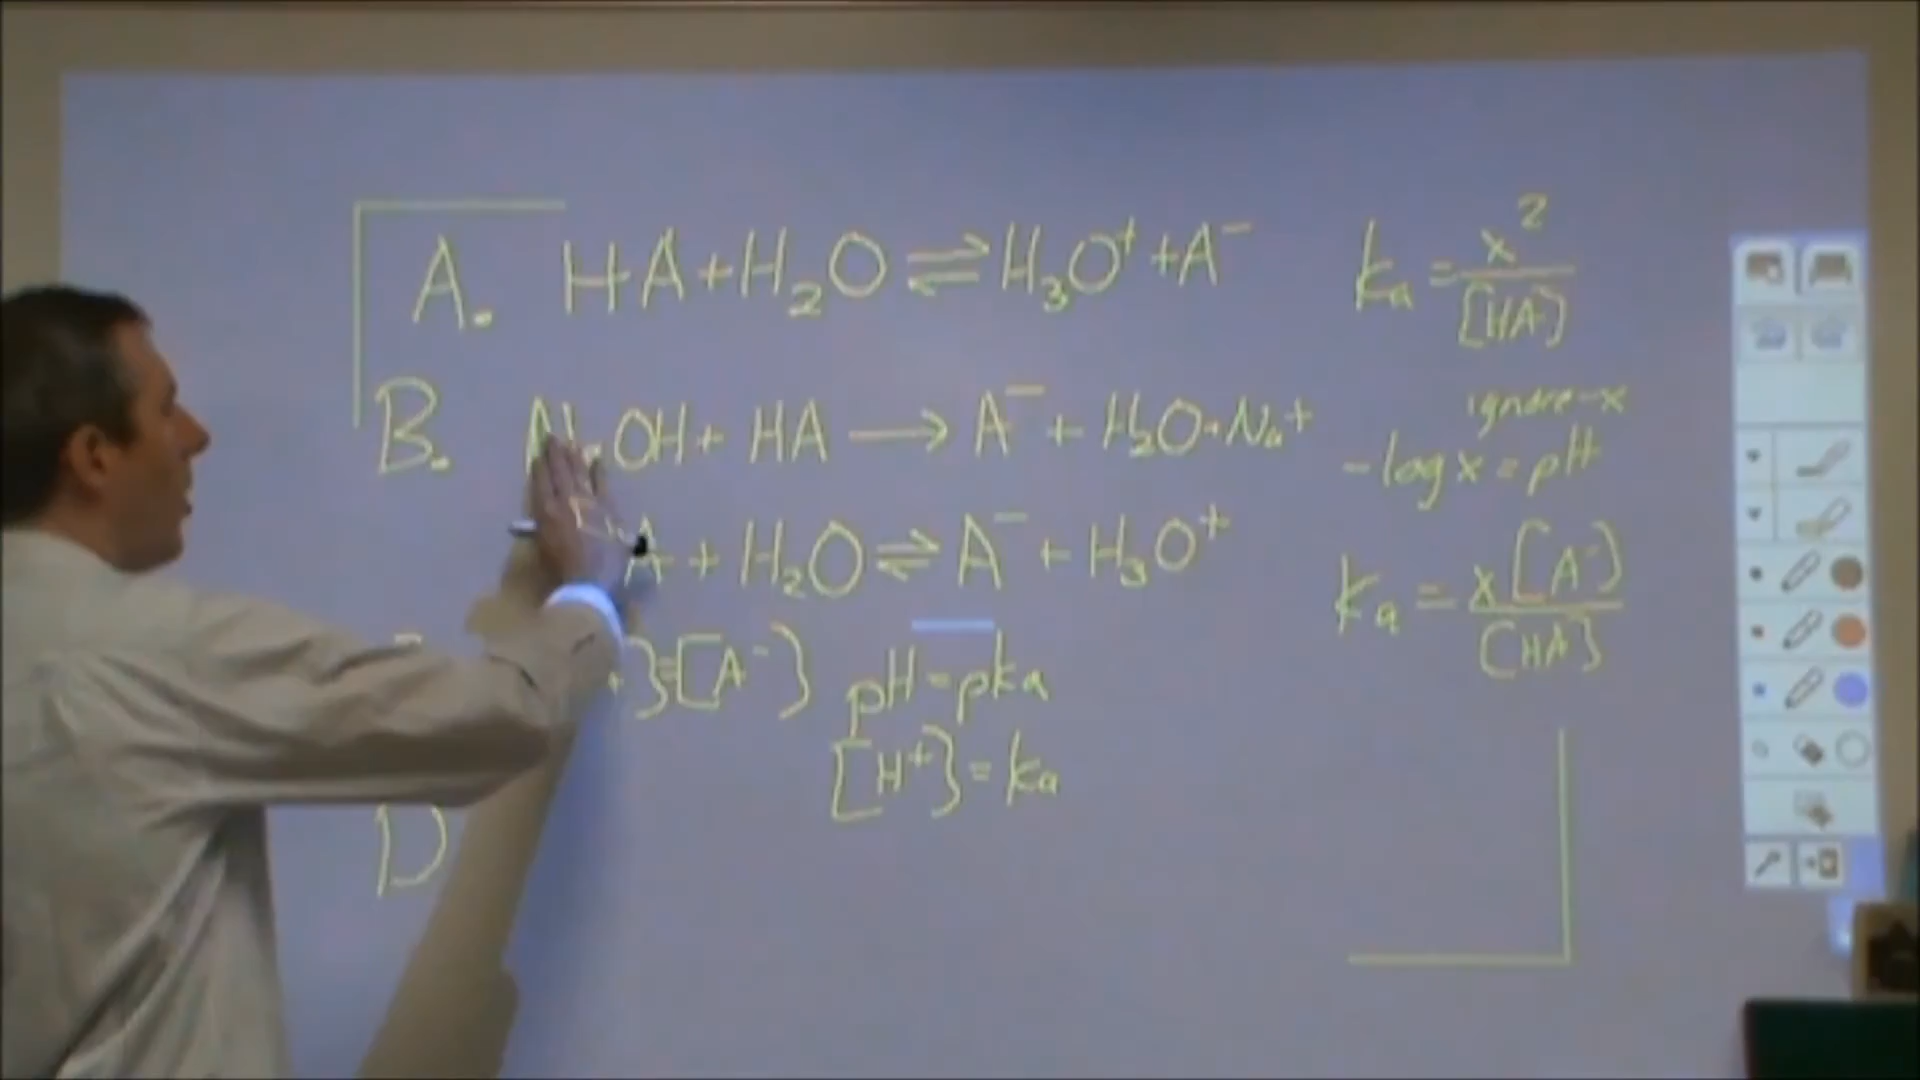 A. HA + H₂O ⇌ H₃O⁺ + A⁻
Ka = x² / [HA]
B. NaOH + HA → A⁻ + H₂O + Na+
ignore -x
-log x = pH
A + H₂O ⇌ A⁻ + H₃O⁺
Ka = x[A⁻] / [HA]
] = [A⁻] pH = pKa
[H⁺] = Ka
D